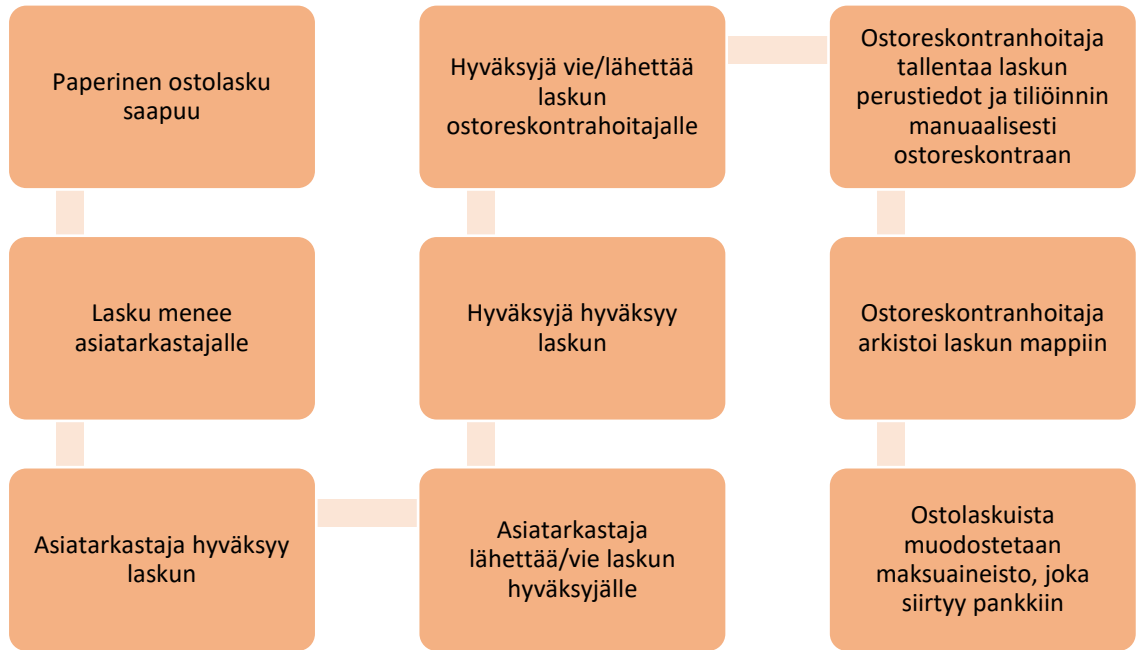 Paperinen ostolasku
saapuu
Lasku menee
asiatarkastajalle
Asiatarkastaja hyväksyy
laskun
Asiatarkastaja
lähettää/vie laskun
hyväksyjälle
Hyväksyjä hyväksyy
laskun
Hyväksyjä vie/lähettää
laskun
ostoreskontrahoitajalle
Ostoreskontranhoitaja
tallentaa laskun
perustiedot ja tiliöinnin
manuaalisesti
ostoreskontraan
Ostoreskontranhoitaja
arkistoi laskun mappiin
Ostolaskuista
muodostetaan
maksuaineisto, joka
siirtyy pankkiin